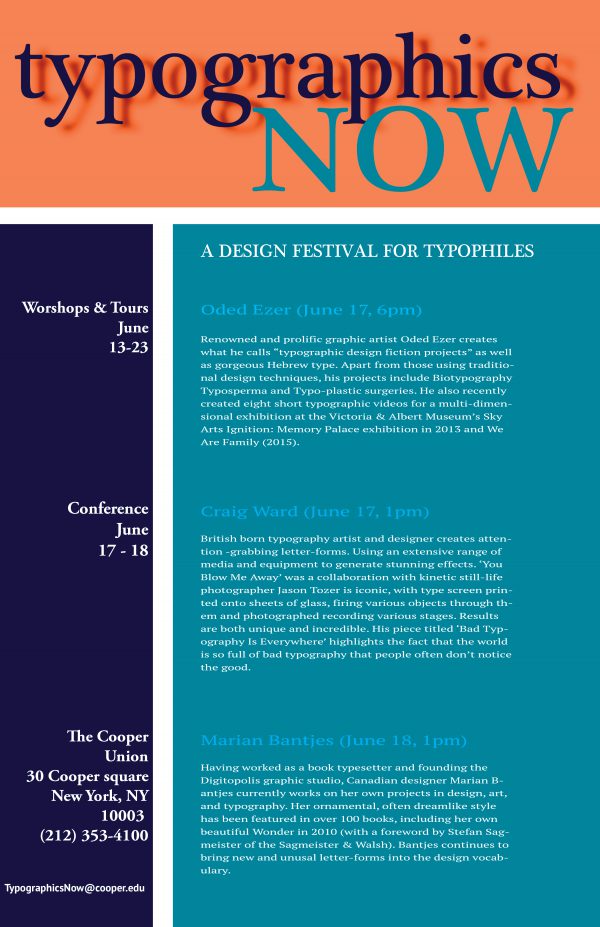 typographics
NOW
A DESIGN FESTIVAL FOR TYPOPHILES
Worshops & Tours
June
13-23
Oded Ezer (June 17, 6pm)
Renowned and prolific graphic artist Oded Ezer creates
what he calls “typographic design fiction projects” as well
as gorgeous Hebrew type. Apart from those using traditio-
nal design techniques, his projects include Biotypography
Typosperma and Typo-plastic surgeries. He also recently
created eight short typographic videos for a multi-dimen-
sional exhibition at the Victoria & Albert Museum’s Sky
Arts Ignition: Memory Palace exhibition in 2013 and We
Are Family (2015).
Conference
June
17 - 18
Craig Ward (June 17, 1pm)
British born typography artist and designer creates atten-
tion -grabbing letter-forms. Using an extensive range of
media and equipment to generate stunning effects. ‘You
Blow Me Away’ was a collaboration with kinetic still-life
photographer Jason Tozer is iconic, with type screen prin-
ted onto sheets of glass, firing various objects through th-
em and photographed recording various stages. Results
are both unique and incredible. His piece titled ‘Bad Typ-
ography Is Everywhere’ highlights the fact that the world
is so full of bad typography that people often don’t notice
the good.
The Cooper
Union
30 Cooper square
New York, NY
10003
(212) 353-4100
TypographicsNow@cooper.edu
Marian Bantjes (June 18, 1pm)
Having worked as a book typesetter and founding the
Digitopolis graphic studio, Canadian designer Marian B-
antjes currently works on her own projects in design, art,
and typography. Her ornamental, often dreamlike style
has been featured in over 100 books, including her own
beautiful Wonder in 2010 (with a foreword by Stefan Sag-
meister of the Sagmeister & Walsh). Bantjes continues to
bring new and unusal letter-forms into the design vocab-
ulary.